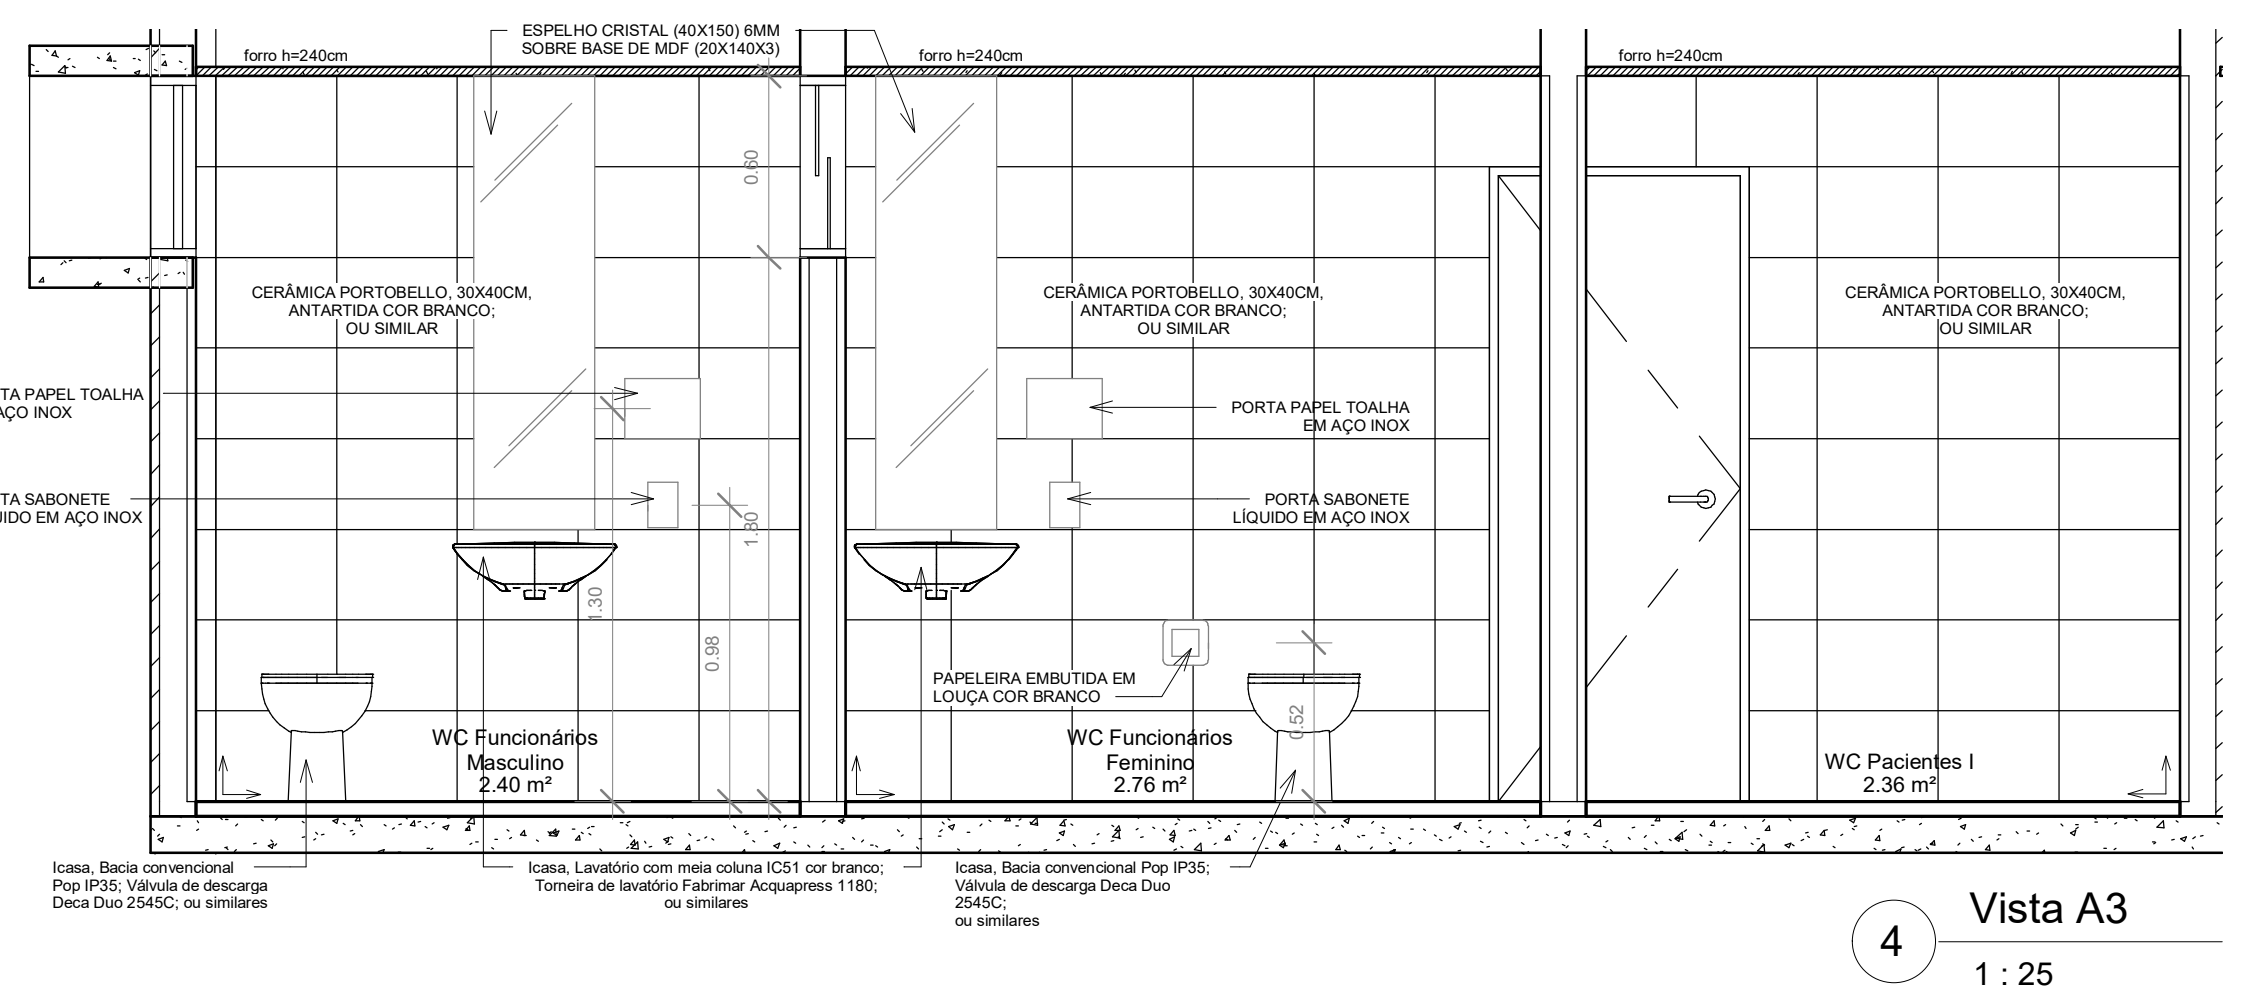 ESPELHO CRISTAL (40X150) 6MM
SOBRE BASE DE MDF (20X140X3)
forro h=240cm
forro h=240cm
forro h=240cm
0.60
CERÂMICA PORTOBELLO, 30X40CM,
ANTARTIDA COR BRANCO;
OU SIMILAR
CERÂMICA PORTOBELLO, 30X40CM,
ANTARTIDA COR BRANCO;
OU SIMILAR
CERÂMICA PORTOBELLO, 30X40CM,
ANTARTIDA COR BRANCO;
OU SIMILAR
TA PAPEL TOALHA
AÇO INOX
PORTA PAPEL TOALHA
EM AÇO INOX
TA SABONETE
UIDO EM AÇO INOX
PORTA SABONETE
LÍQUIDO EM AÇO INOX
1.80
1.30
0.98
PAPELEIRA EMBUTIDA EM
LOUÇA COR BRANCO
0.52
WC Funcionários
Masculino
2.40 m²
WC Funcionários
Feminino
2.76 m²
WC Pacientes I
2.36 m²
Icasa, Bacia convencional
Pop IP35; Válvula de descarga
Deca Duo 2545C; ou similares
Icasa, Lavatório com meia coluna IC51 cor branco;
Torneira de lavatório Fabrimar Acquapress 1180;
ou similares
Icasa, Bacia convencional Pop IP35;
Válvula de descarga Deca Duo
2545C;
ou similares
4
Vista A3
1 : 25